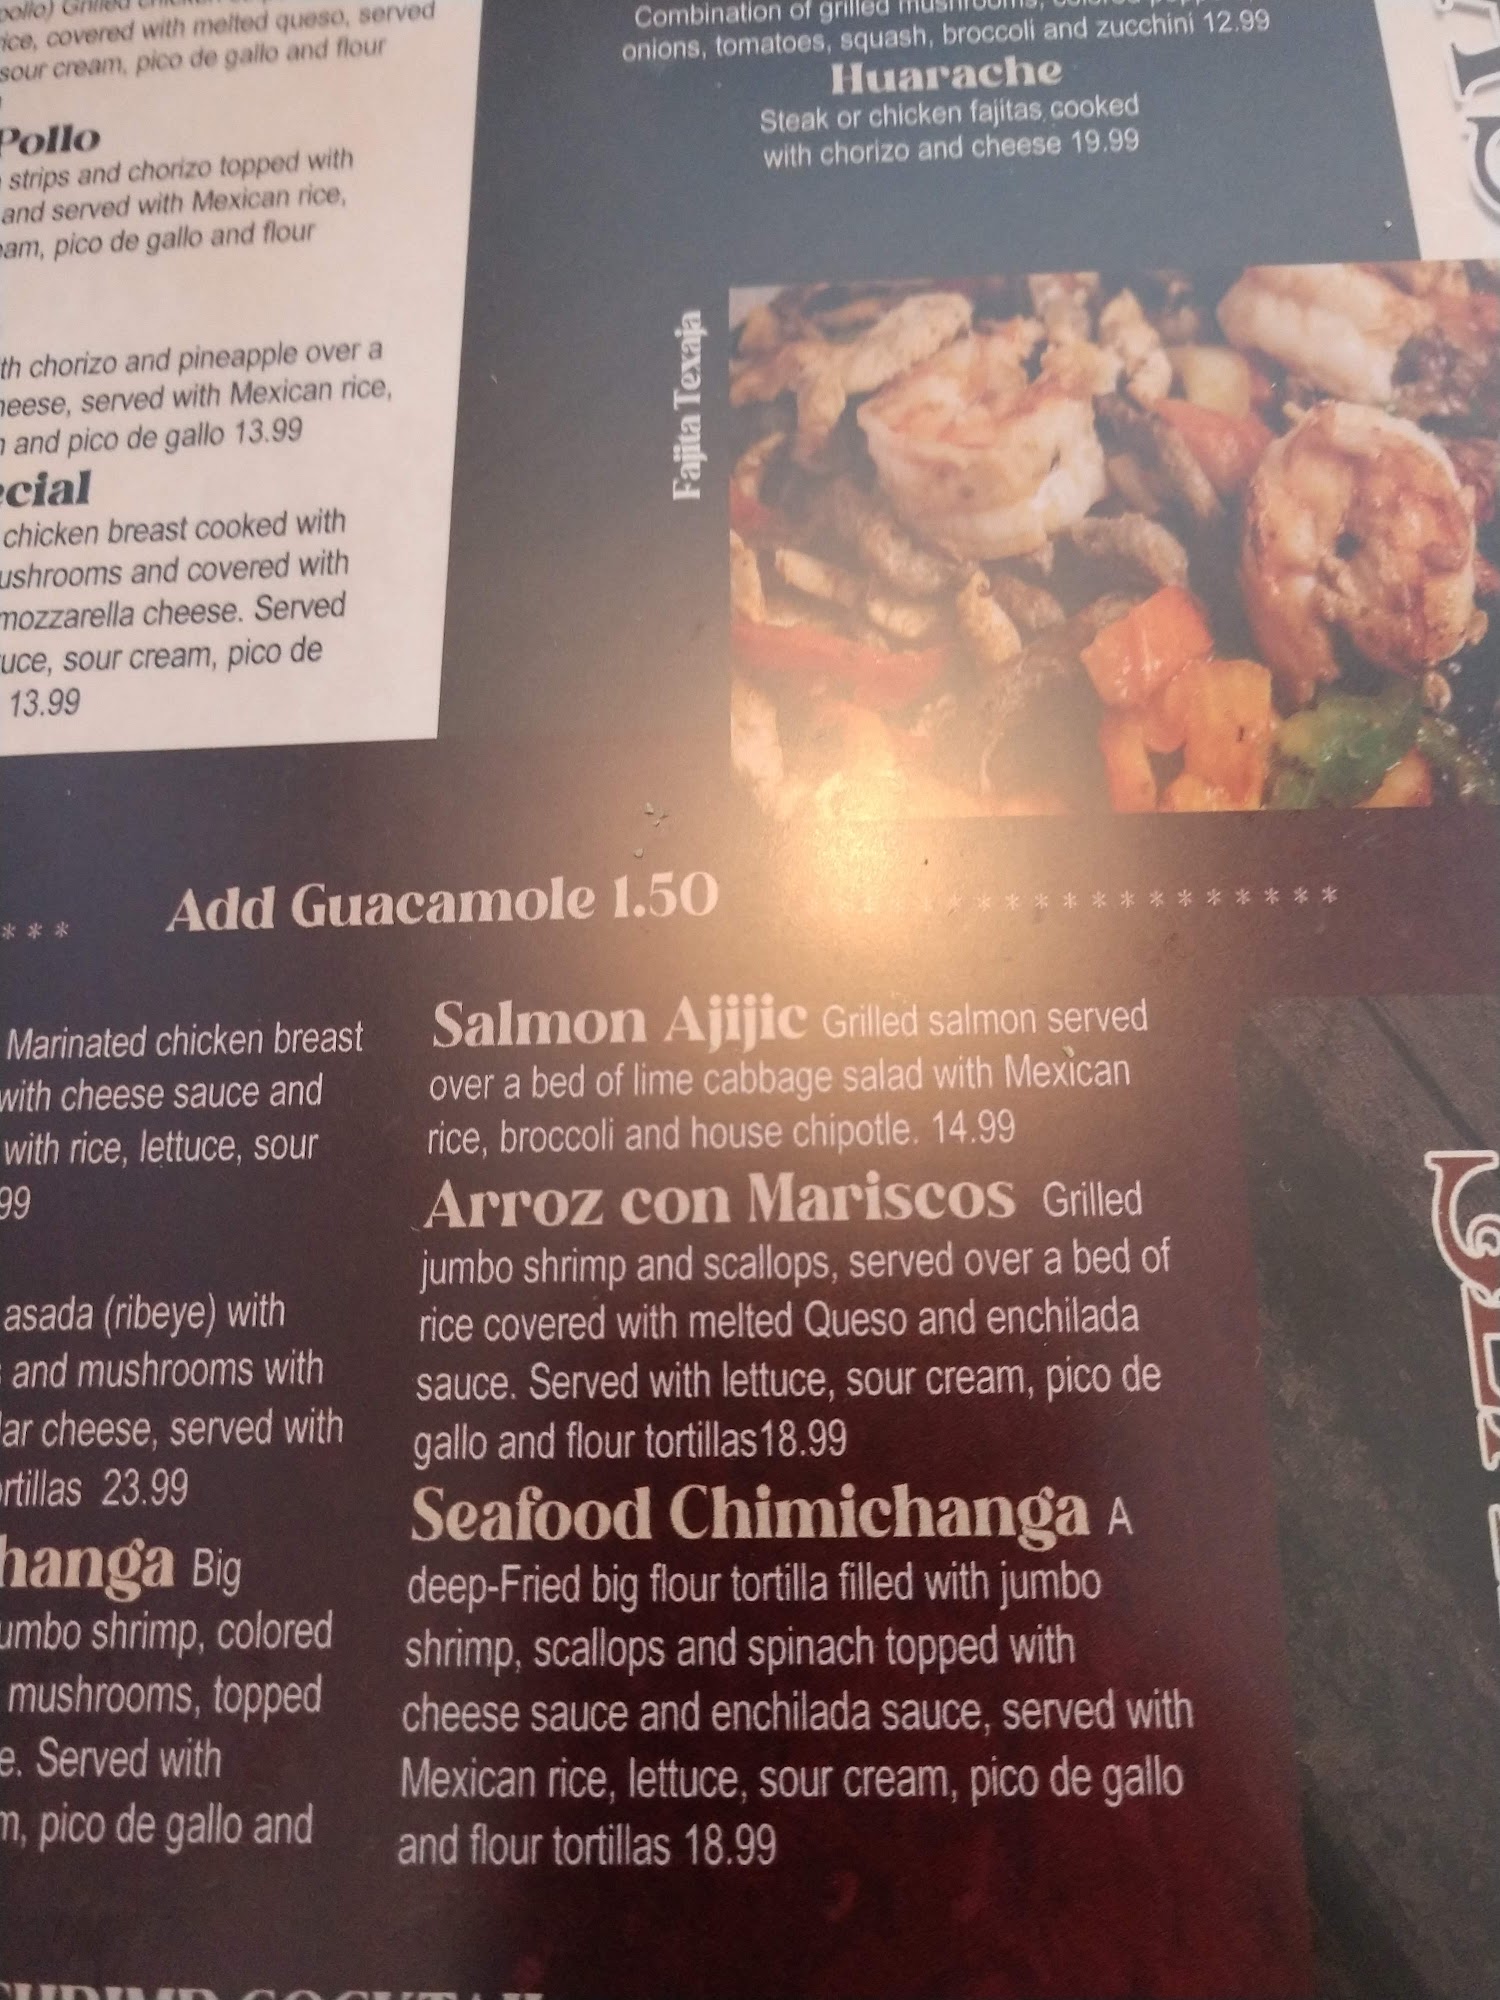 ice, covered with melted queso, served
sour cream, pico de gallo and flour
Pollo
strips and chorizo topped with
and served with Mexican rice,
am, pico de gallo and flour
th chorizo and pineapple over a
heese, served with Mexican rice,
and pico de gallo 13.99
ecial
chicken breast cooked with
ushrooms and covered with
mozzarella cheese. Served
uce, sour cream, pico de
13.99
Combination of grilled mushrooms,
onions, tomatoes, squash, broccoli and zucchini 12.99
Huarache
Steak or chicken fajitas cooked
with chorizo and cheese 19.99
Fajita Texaja
* * * Add Guacamole 1.50 * * * * * * * * * * * * *
Marinated chicken breast
with cheese sauce and
with rice, lettuce, sour
99
asada (ribeye) with
and mushrooms with
ar cheese, served with
rtillas 23.99
hanga Big
umbo shrimp, colored
mushrooms, topped
e. Served with
m, pico de gallo and
Salmon Ajijic Grilled salmon served
over a bed of lime cabbage salad with Mexican
rice, broccoli and house chipotle. 14.99
Arroz con Mariscos Grilled
jumbo shrimp and scallops, served over a bed of
rice covered with melted Queso and enchilada
sauce. Served with lettuce, sour cream, pico de
gallo and flour tortillas18.99
Seafood Chimichanga A
deep-Fried big flour tortilla filled with jumbo
shrimp, scallops and spinach topped with
cheese sauce and enchilada sauce, served with
Mexican rice, lettuce, sour cream, pico de gallo
and flour tortillas 18.99
SHRIMP COCKTAIL